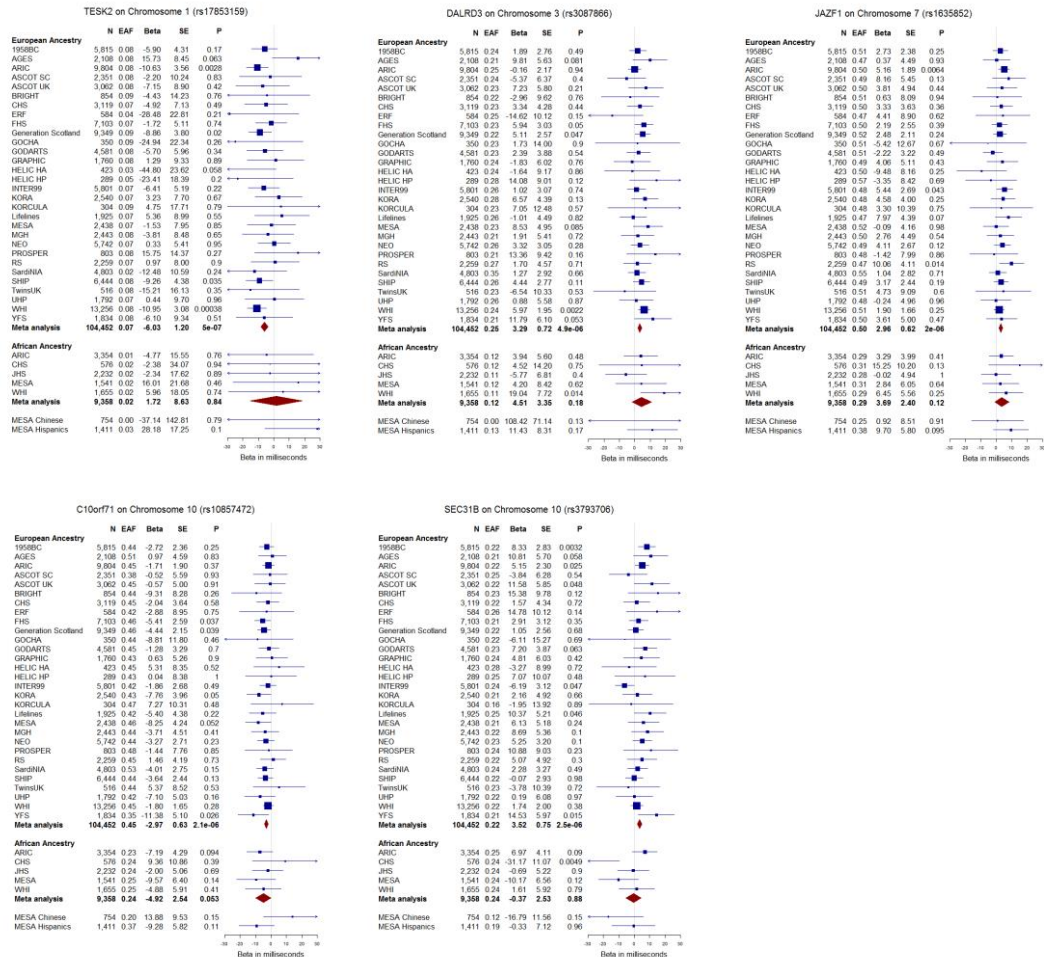 TESK2 on Chromosome 1 (rs17853159)
N EAF Beta SE P
European Ancestry
1958BC 5,815 0.08 -5.90 4.31 0.17
AGES 2,108 0.08 15.73 8.45 0.063
ARIC 9,804 0.08 -10.63 3.56 0.0028
ASCOT SC 2,351 0.08 -2.20 10.24 0.83
ASCOT UK 3,062 0.08 -7.15 8.90 0.42
BRIGHT 854 0.09 -4.43 14.23 0.76
CHS 3,119 0.07 -4.92 7.13 0.49
ERF 584 0.04 -28.48 22.81 0.21
FHS 7,103 0.07 -1.72 5.11 0.74
Generation Scotland 9,349 0.09 -8.86 3.80 0.02
GOCHA 350 0.09 -24.94 22.34 0.26
GODARTS 4,581 0.08 -5.70 5.96 0.34
GRAPHIC 1,760 0.08 1.29 9.33 0.89
HELIC HA 423 0.03 -44.80 23.62 0.058
HELIC HP 289 0.05 -23.41 18.39 0.2
INTER99 5,801 0.07 -6.41 5.19 0.22
KORA 2,540 0.07 3.23 7.70 0.67
KORCULA 304 0.09 4.75 17.71 0.79
Lifelines 1,925 0.07 5.36 8.99 0.55
MESA 2,438 0.07 -1.53 7.95 0.85
MGH 2,443 0.08 -3.81 8.48 0.65
NEO 5,742 0.07 0.33 5.41 0.95
PROSPER 803 0.08 15.75 14.37 0.27
RS 2,259 0.07 0.97 8.00 0.9
SardiNIA 4,803 0.02 -12.48 10.59 0.24
SHIP 6,444 0.08 -9.26 4.38 0.035
TwinsUK 516 0.08 -15.21 16.13 0.35
UHP 1,792 0.07 0.44 9.70 0.96
WHI 13,256 0.08 -10.95 3.08 0.00038
YFS 1,834 0.08 -6.10 9.34 0.51
Meta analysis 104,452 0.07 -6.03 1.20 5e-07
African Ancestry
ARIC 3,354 0.01 -4.77 15.55 0.76
CHS 576 0.02 -2.38 34.07 0.94
JHS 2,232 0.02 -2.34 17.62 0.89
MESA 1,541 0.02 16.01 21.68 0.46
WHI 1,655 0.02 5.96 18.05 0.74
Meta analysis 9,358 0.02 1.72 8.63 0.84
MESA Chinese 754 0.00 -37.14 142.81 0.79
MESA Hispanics 1,411 0.03 28.18 17.25 0.1
-30 -20 -10 0 10 20 30
Beta in milliseconds
DALRD3 on Chromosome 3 (rs3087866)
N EAF Beta SE P
European Ancestry
1958BC 5,815 0.24 1.89 2.76 0.49
AGES 2,108 0.21 9.81 5.63 0.081
ARIC 9,804 0.25 -0.16 2.17 0.94
ASCOT SC 2,351 0.24 -5.37 6.37 0.4
ASCOT UK 3,062 0.23 7.23 5.80 0.21
BRIGHT 854 0.22 -2.96 9.62 0.76
CHS 3,119 0.23 3.34 4.28 0.44
ERF 584 0.25 -14.62 10.12 0.15
FHS 7,103 0.23 5.94 3.03 0.05
Generation Scotland 9,349 0.22 5.11 2.57 0.047
GOCHA 350 0.23 1.73 14.00 0.9
GODARTS 4,581 0.23 2.39 3.88 0.54
GRAPHIC 1,760 0.24 -1.83 6.02 0.76
HELIC HA 423 0.24 -1.64 9.17 0.86
HELIC HP 289 0.28 14.08 9.01 0.12
INTER99 5,801 0.26 1.02 3.07 0.74
KORA 2,540 0.28 6.57 4.39 0.13
KORCULA 304 0.23 7.05 12.48 0.57
Lifelines 1,925 0.26 -1.01 4.49 0.82
MESA 2,438 0.23 8.53 4.95 0.085
MGH 2,443 0.21 1.91 5.41 0.72
NEO 5,742 0.26 3.32 3.05 0.28
PROSPER 803 0.21 13.36 9.42 0.16
RS 2,259 0.27 1.70 4.57 0.71
SardiNIA 4,803 0.35 1.27 2.92 0.66
SHIP 6,444 0.26 4.44 2.77 0.11
TwinsUK 516 0.23 -6.54 10.33 0.53
UHP 1,792 0.26 0.88 5.58 0.87
WHI 13,256 0.24 5.97 1.95 0.0022
YFS 1,834 0.21 11.79 6.10 0.053
Meta analysis 104,452 0.25 3.29 0.72 4.9e-06
African Ancestry
ARIC 3,354 0.12 3.94 5.60 0.48
CHS 576 0.12 4.52 14.20 0.75
JHS 2,232 0.11 -5.77 6.81 0.4
MESA 1,541 0.12 4.20 8.42 0.62
WHI 1,655 0.11 19.04 7.72 0.014
Meta analysis 9,358 0.12 4.51 3.35 0.18
MESA Chinese 754 0.00 108.42 71.14 0.13
MESA Hispanics 1,411 0.13 11.43 8.31 0.17
-30 -20 -10 0 10 20 30
Beta in milliseconds
JAZF1 on Chromosome 7 (rs1635852)
N EAF Beta SE P
European Ancestry
1958BC 5,815 0.51 2.73 2.38 0.25
AGES 2,108 0.47 0.37 4.59 0.94
ARIC 9,804 0.50 5.16 1.89 0.0064
ASCOT SC 2,351 0.49 8.16 5.45 0.13
ASCOT UK 3,062 0.50 3.81 4.94 0.44
BRIGHT 854 0.51 0.63 8.09 0.94
CHS 3,119 0.50 3.33 3.63 0.36
ERF 584 0.47 4.41 8.90 0.62
FHS 7,103 0.50 2.19 2.55 0.39
Generation Scotland 9,349 0.52 2.48 2.11 0.24
GOCHA 350 0.51 -5.42 12.67 0.67
GODARTS 4,581 0.51 -2.22 3.22 0.49
GRAPHIC 1,760 0.49 4.06 5.11 0.43
HELIC HA 423 0.50 -9.48 8.16 0.25
HELIC HP 289 0.57 -3.35 8.42 0.69
INTER99 5,801 0.48 5.44 2.69 0.043
KORA 2,540 0.47 4.58 4.00 0.25
KORCULA 304 0.48 3.30 10.39 0.75
Lifelines 1,925 0.47 7.97 4.39 0.07
MESA 2,438 0.52 -0.09 4.16 0.98
MGH 2,443 0.50 2.76 4.49 0.54
NEO 5,742 0.49 4.11 2.67 0.12
PROSPER 803 0.48 -1.42 7.99 0.86
RS 2,259 0.47 10.06 4.11 0.014
SardiNIA 4,803 0.55 1.04 2.82 0.71
SHIP 6,444 0.49 3.17 2.44 0.19
TwinsUK 516 0.51 4.73 9.09 0.6
UHP 1,792 0.48 -0.24 4.96 0.96
WHI 13,256 0.51 1.90 1.66 0.25
YFS 1,834 0.50 3.61 5.00 0.47
Meta analysis 104,452 0.50 2.96 0.62 2e-06
African Ancestry
ARIC 3,354 0.29 3.29 3.99 0.41
CHS 576 0.31 15.25 10.20 0.13
JHS 2,232 0.28 -0.02 4.94 1
MESA 1,541 0.31 2.84 6.05 0.64
WHI 1,655 0.29 6.45 5.56 0.25
Meta analysis 9,358 0.29 3.69 2.40 0.12
MESA Chinese 754 0.25 0.92 8.51 0.91
MESA Hispanics 1,411 0.38 9.70 5.80 0.095
-30 -20 -10 0 10 20 30
Beta in milliseconds
C10orf71 on Chromosome 10 (rs10857472)
N EAF Beta SE P
European Ancestry
1958BC 5,815 0.44 -2.72 2.36 0.25
AGES 2,108 0.51 0.97 4.59 0.83
ARIC 9,804 0.45 -1.71 1.90 0.37
ASCOT SC 2,351 0.38 -0.52 5.59 0.93
ASCOT UK 3,062 0.45 -0.57 5.00 0.91
BRIGHT 854 0.44 -9.31 8.28 0.26
CHS 3,119 0.45 -2.04 3.64 0.58
ERF 584 0.42 -2.88 8.95 0.75
FHS 7,103 0.46 -5.41 2.59 0.037
Generation Scotland 9,349 0.46 -4.44 2.15 0.039
GOCHA 350 0.44 -8.81 11.80 0.46
GODARTS 4,581 0.45 -1.28 3.29 0.7
GRAPHIC 1,760 0.43 0.63 5.26 0.9
HELIC HA 423 0.45 5.31 8.35 0.52
HELIC HP 289 0.43 0.04 8.38 1
INTER99 5,801 0.42 -1.86 2.68 0.49
KORA 2,540 0.43 -7.76 3.96 0.05
KORCULA 304 0.47 7.27 10.31 0.48
Lifelines 1,925 0.42 -5.40 4.38 0.22
MESA 2,438 0.46 -8.25 4.24 0.052
MGH 2,443 0.44 -3.71 4.51 0.41
NEO 5,742 0.44 -3.27 2.71 0.23
PROSPER 803 0.48 -1.44 7.76 0.85
RS 2,259 0.45 1.46 4.19 0.73
SardiNIA 4,803 0.53 -4.01 2.75 0.15
SHIP 6,444 0.44 -3.64 2.44 0.13
TwinsUK 516 0.44 5.37 8.52 0.53
UHP 1,792 0.42 -7.10 5.03 0.16
WHI 13,256 0.45 -1.80 1.65 0.28
YFS 1,834 0.35 -11.38 5.10 0.026
Meta analysis 104,452 0.45 -2.97 0.63 2.1e-06
African Ancestry
ARIC 3,354 0.23 -7.19 4.29 0.094
CHS 576 0.24 9.36 10.86 0.39
JHS 2,232 0.24 -2.00 5.06 0.69
MESA 1,541 0.25 -9.57 6.40 0.14
WHI 1,655 0.25 -4.88 5.91 0.41
Meta analysis 9,358 0.24 -4.92 2.54 0.053
MESA Chinese 754 0.20 13.88 9.53 0.15
MESA Hispanics 1,411 0.37 -9.28 5.82 0.11
-30 -20 -10 0 10 20 30
Beta in milliseconds
SEC31B on Chromosome 10 (rs3793706)
N EAF Beta SE P
European Ancestry
1958BC 5,815 0.22 8.33 2.83 0.0032
AGES 2,108 0.21 10.81 5.70 0.058
ARIC 9,804 0.22 5.15 2.30 0.025
ASCOT SC 2,351 0.25 -3.84 6.28 0.54
ASCOT UK 3,062 0.22 11.58 5.85 0.048
BRIGHT 854 0.23 15.38 9.78 0.12
CHS 3,119 0.22 1.57 4.34 0.72
ERF 584 0.26 14.78 10.12 0.14
FHS 7,103 0.21 2.91 3.12 0.35
Generation Scotland 9,349 0.22 1.05 2.56 0.68
GOCHA 350 0.22 -6.11 15.27 0.69
GODARTS 4,581 0.23 7.20 3.87 0.063
GRAPHIC 1,760 0.24 4.81 6.03 0.42
HELIC HA 423 0.28 -3.27 8.99 0.72
HELIC HP 289 0.25 7.07 10.07 0.48
INTER99 5,801 0.24 -6.19 3.12 0.047
KORA 2,540 0.21 2.16 4.92 0.66
KORCULA 304 0.16 -1.95 13.92 0.89
Lifelines 1,925 0.25 10.37 5.21 0.046
MESA 2,438 0.21 6.13 5.18 0.24
MGH 2,443 0.22 8.69 5.36 0.1
NEO 5,742 0.23 5.25 3.20 0.1
PROSPER 803 0.24 10.88 9.03 0.23
RS 2,259 0.22 5.07 4.92 0.3
SardiNIA 4,803 0.24 2.28 3.27 0.49
SHIP 6,444 0.22 -0.07 2.93 0.98
TwinsUK 516 0.23 -3.78 10.39 0.72
UHP 1,792 0.22 0.19 6.08 0.97
WHI 13,256 0.22 1.74 2.00 0.38
YFS 1,834 0.21 14.53 5.97 0.015
Meta analysis 104,452 0.22 3.52 0.75 2.5e-06
African Ancestry
ARIC 3,354 0.25 6.97 4.11 0.09
CHS 576 0.24 -31.17 11.07 0.0049
JHS 2,232 0.24 -0.69 5.22 0.9
MESA 1,541 0.24 -10.17 6.56 0.12
WHI 1,655 0.24 1.61 5.92 0.79
Meta analysis 9,358 0.24 -0.37 2.53 0.88
MESA Chinese 754 0.12 -16.79 11.56 0.15
MESA Hispanics 1,411 0.19 -0.33 7.12 0.96
-30 -20 -10 0 10 20 30
Beta in milliseconds